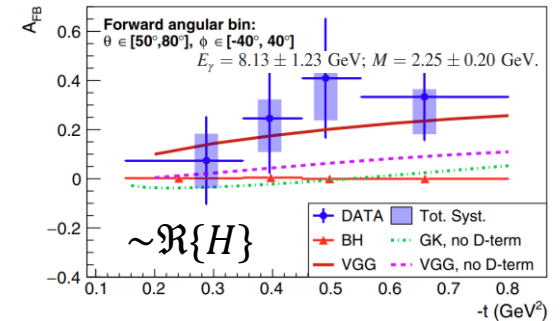 A_FB
Forward angular bin:
θ ∈[50°,80°], ϕ ∈[-40°, 40°]
E_γ = 8.13 ± 1.23 GeV; M = 2.25 ± 0.20 GeV.
0.6
0.4
0.2
0
−0.2
−0.4
~ℜ{H}
DATA Tot. Syst.
BH GK, no D-term
VGG VGG, no D-term
0.1 0.2 0.3 0.4 0.5 0.6 0.7 0.8
-t (GeV²)